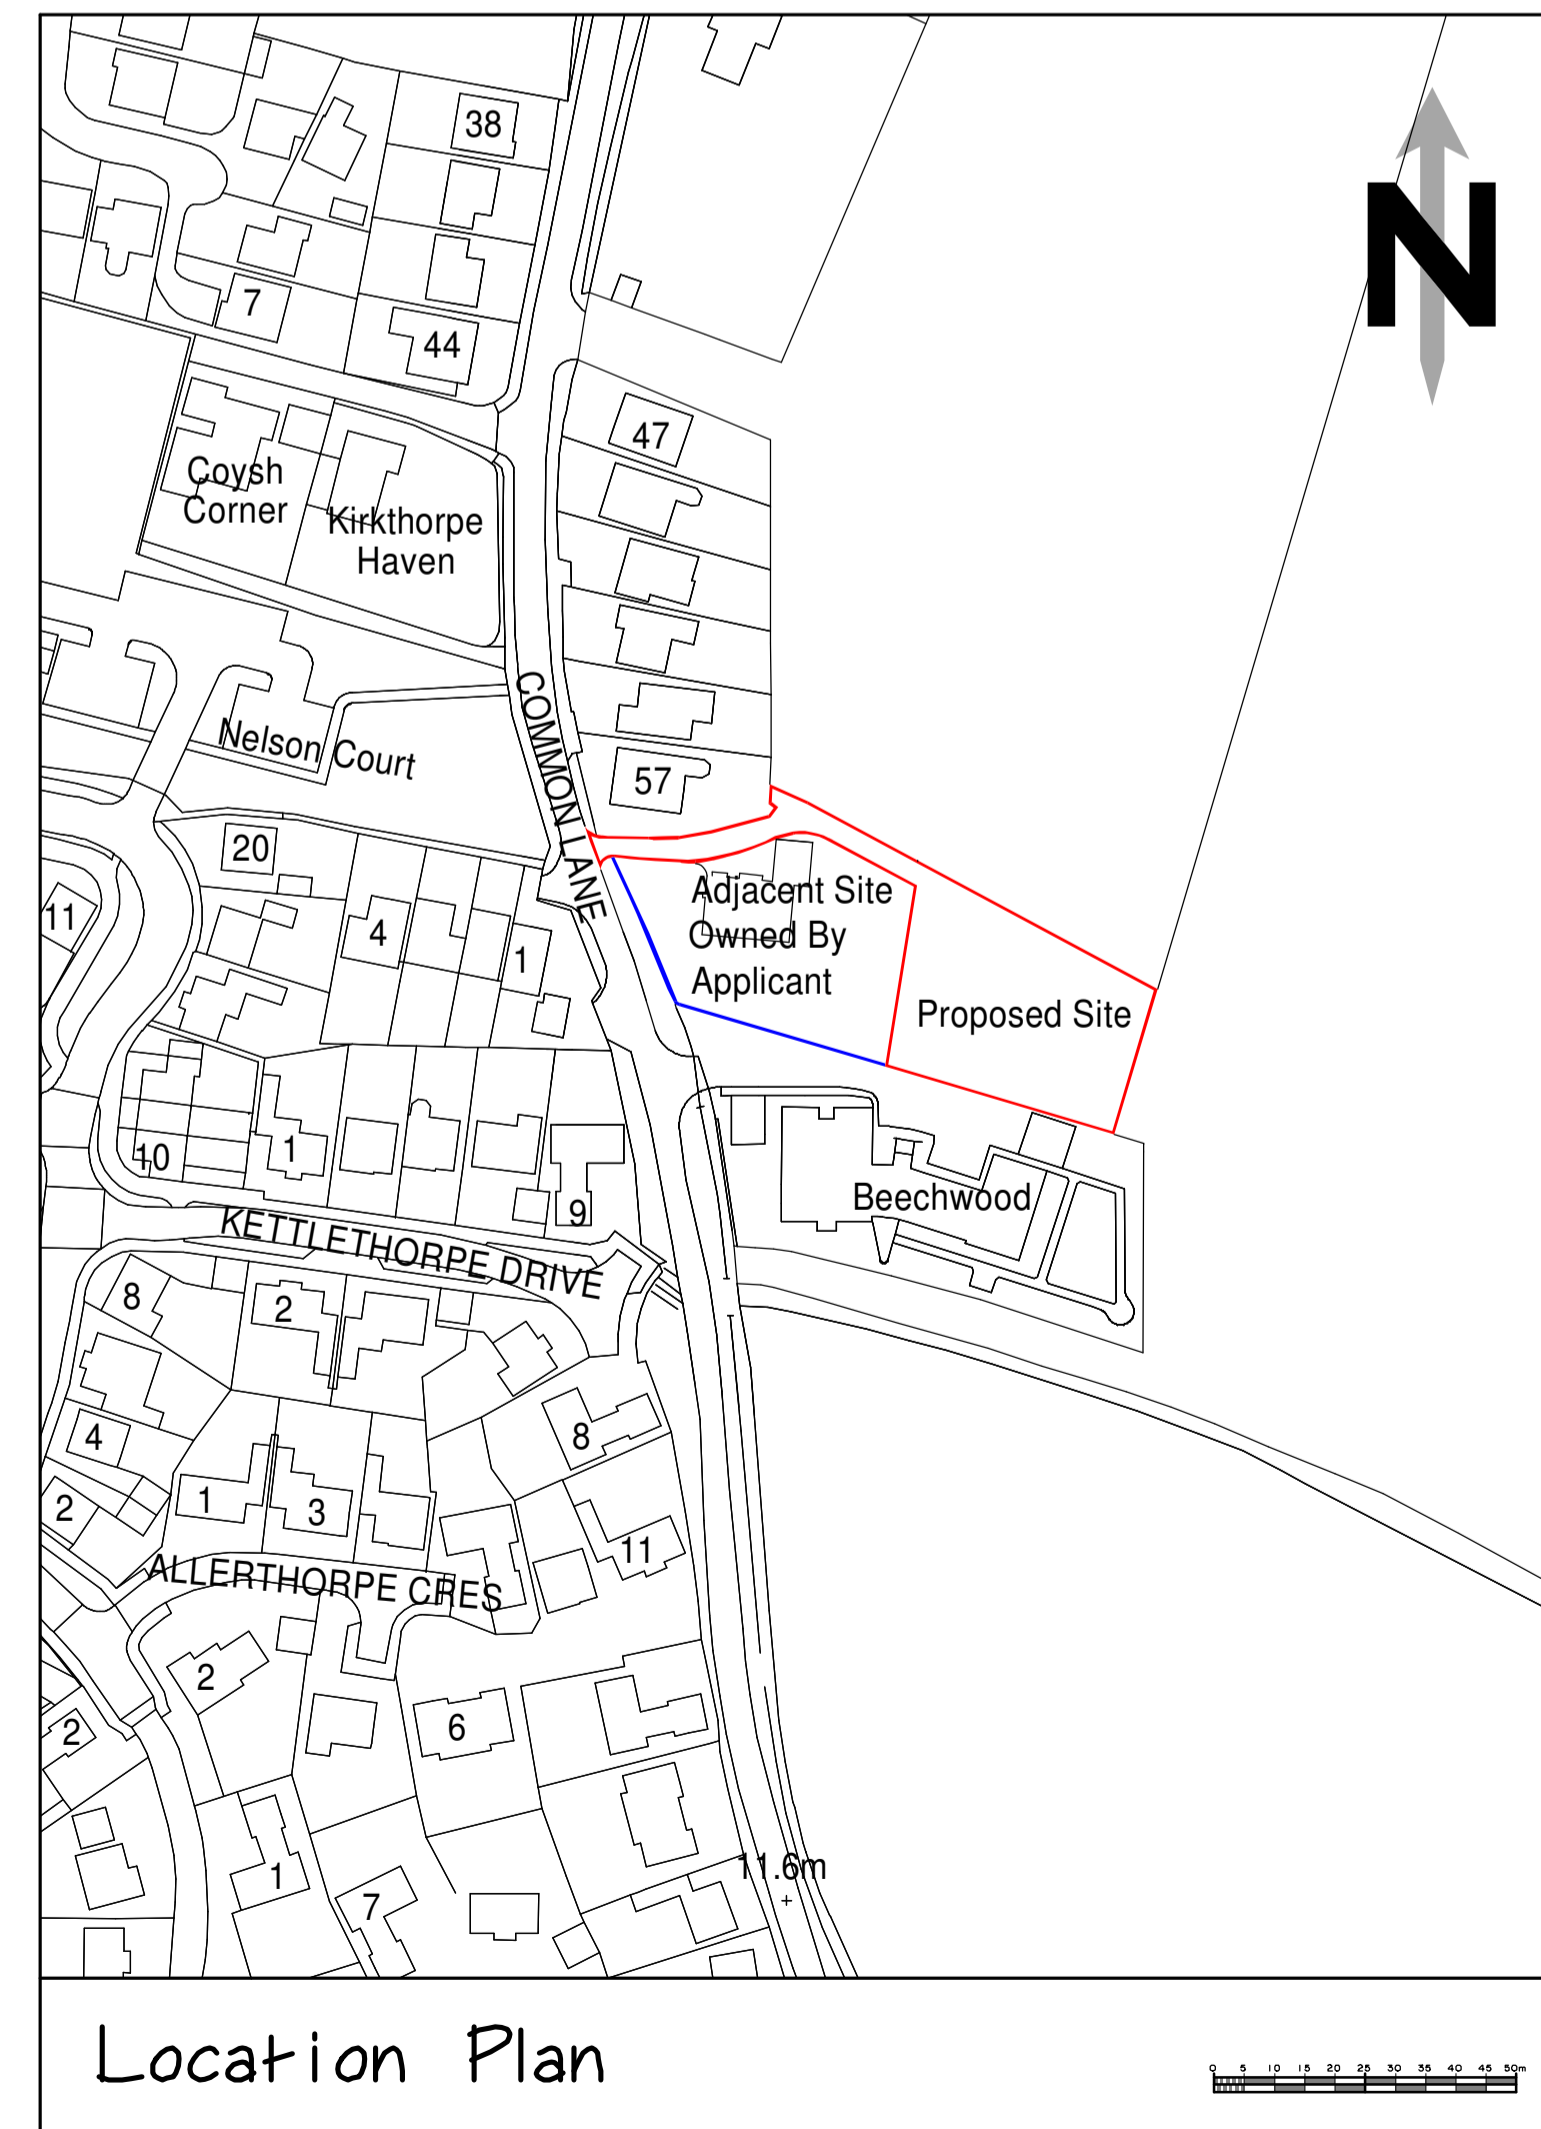 38
N
7
44
47
Coysh
Corner
Kirkthorpe
Haven
COMMON LANE
Nelson Court
57
20
11
4
1
Adjacent Site
Owned By
Applicant
Proposed Site
10
1
9
Beechwood
KETTLETHORPE DRIVE
8
2
4
8
2
1
3
11
ALLERTHORPE CRES
2
2
6
11.6m
1
7
Location Plan
0 5 10 15 20 25 30 35 40 45 50m